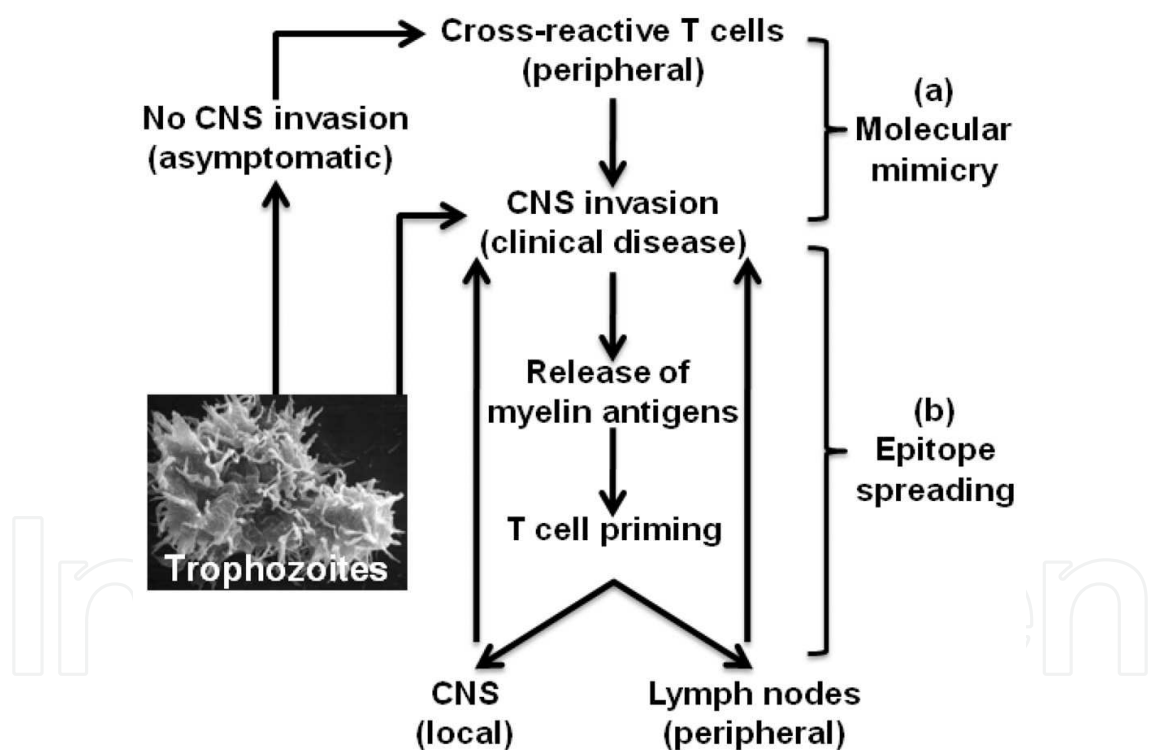 Cross-reactive T cells
(peripheral)
(a)
Molecular
mimicry
No CNS invasion
(asymptomatic)
CNS invasion
(clinical disease)
Release of
myelin antigens
(b)
Epitope
spreading
T cell priming
Trophozoites
CNS
(local)
Lymph nodes
(peripheral)